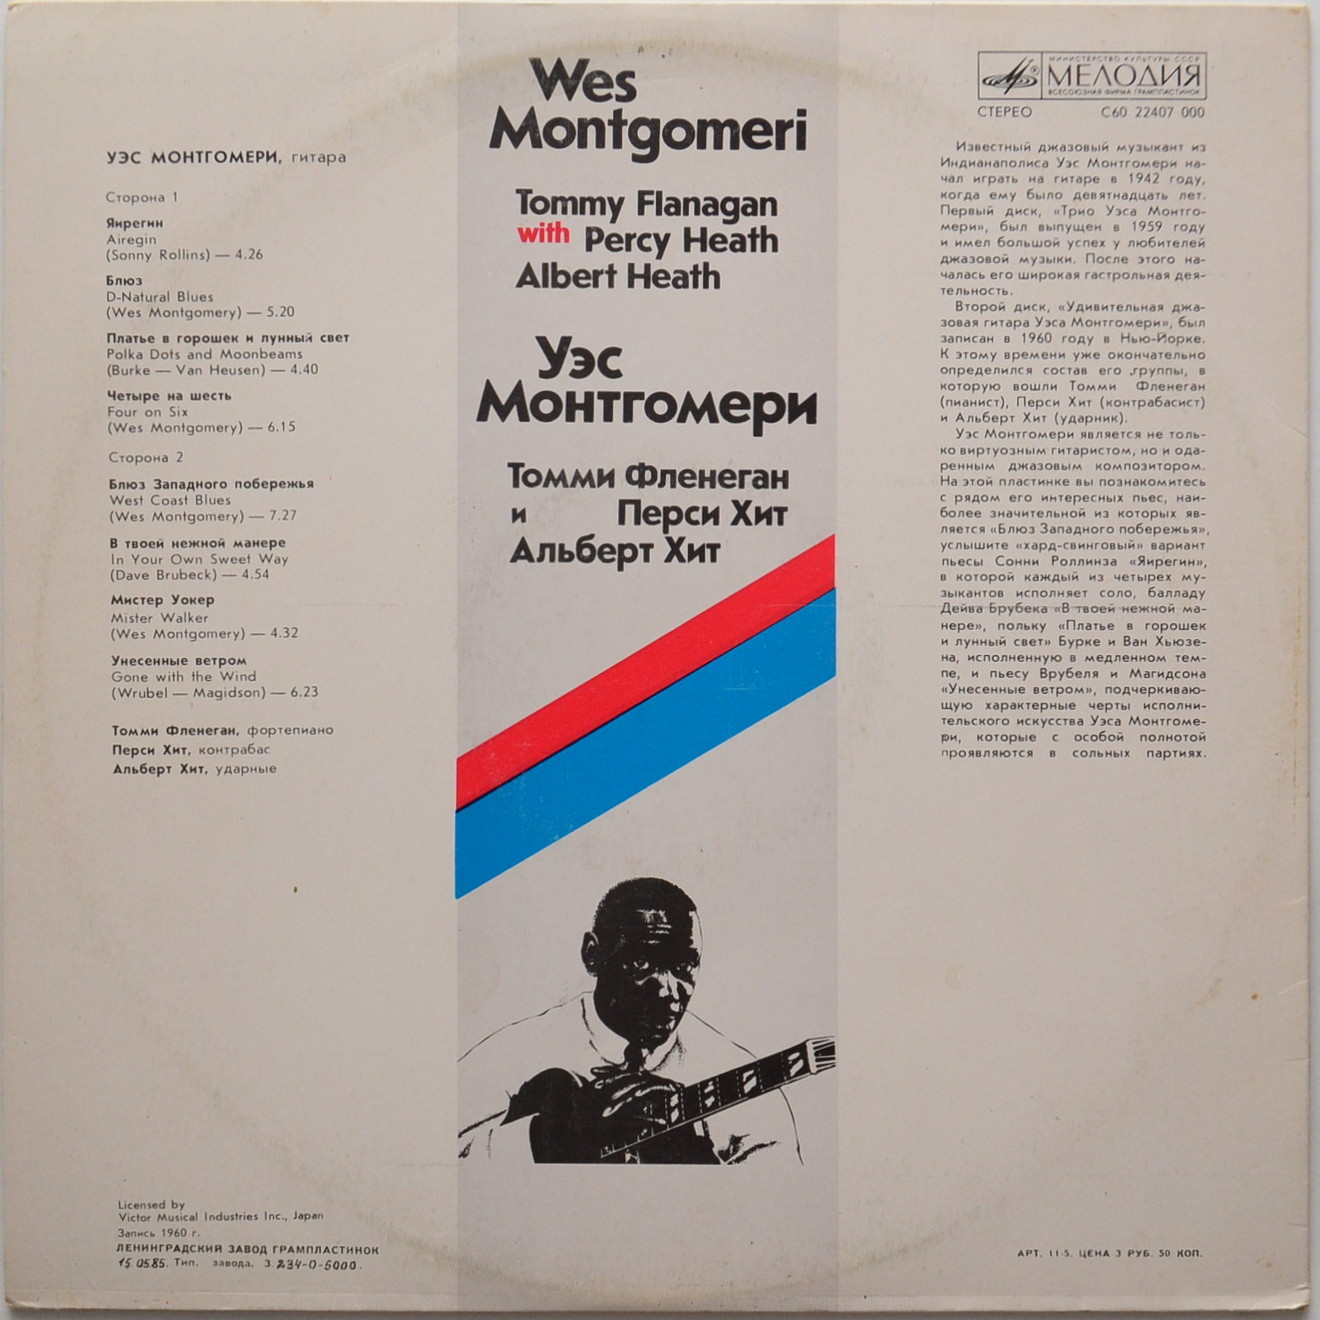 УЭС МОНТГОМЕРИ, гитара
Сторона 1
Яирегин
Airegin
(Sonny Rollins) — 4.26
Блюз
D-Natural Blues
(Wes Montgomery) — 5.20
Платье в горошек и лунный свет
Polka Dots and Moonbeams
(Burke — Van Heusen) — 4.40
Четыре на шесть
Four on Six
(Wes Montgomery) — 6.15
Сторона 2
Блюз Западного побережья
West Coast Blues
(Wes Montgomery) — 7.27
В твоей нежной манере
In Your Own Sweet Way
(Dave Brubeck) — 4.54
Мистер Уокер
Mister Walker
(Wes Montgomery) — 4.32
Унесенные ветром
Gone with the Wind
(Wrubel — Magidson) — 6.23
Томми Фленеган, фортепиано
Перси Хит, контрабас
Альберт Хит, ударные
Licensed by
Victor Musical Industries Inc., Japan
Запись 1960 г.
ЛЕНИНГРАДСКИЙ ЗАВОД ГРАМПЛАСТИНОК
15.05.85. Тип. завода. З. 234-0-5000.
Wes
Montgomeri
Tommy Flanagan
with Percy Heath
Albert Heath
Уэс
Монтгомери
Томми Фленеган
и Перси Хит
Альберт Хит
МИНИСТЕРСТВО КУЛЬТУРЫ СССР
МЕЛОДИЯ
ВСЕСОЮЗНАЯ ФИРМА ГРАМПЛАСТИНОК
СТЕРЕО С60 22407 000
Известный джазовый музыкант из
Индианаполиса Уэс Монтгомери на-
чал играть на гитаре в 1942 году,
когда ему было девятнадцать лет.
Первый диск, «Трио Уэса Монтго-
мери», был выпущен в 1959 году
и имел большой успех у любителей
джазовой музыки. После этого на-
чалась его широкая гастрольная дея-
тельность.
Второй диск, «Удивительная джа-
зовая гитара Уэса Монтгомери», был
записан в 1960 году в Нью-Йорке.
К этому времени уже окончательно
определился состав его группы, в
которую вошли Томми Фленеган
(пианист), Перси Хит (контрабасист)
и Альберт Хит (ударник).
Уэс Монтгомери является не толь-
ко виртуозным гитаристом, но и ода-
ренным джазовым композитором.
На этой пластинке вы познакомитесь
с рядом его интересных пьес, наи-
более значительной из которых яв-
ляется «Блюз Западного побережья»,
услышите «хард-свинговый» вариант
пьесы Сонни Роллинза «Яирегин»,
в которой каждый из четырех му-
зыкантов исполняет соло, балладу
Дейва Брубека «В твоей нежной ма-
нере», польку «Платье в горошек
и лунный свет» Бурке и Ван Хьюзе-
на, исполненную в медленном тем-
пе, и пьесу Врубеля и Магидсона
«Унесенные ветром», подчеркиваю-
щую характерные черты исполни-
тельского искусства Уэса Монтгоме-
ри, которые с особой полнотой
проявляются в сольных партиях.
АРТ. 11-5. ЦЕНА 3 РУБ. 50 КОП.